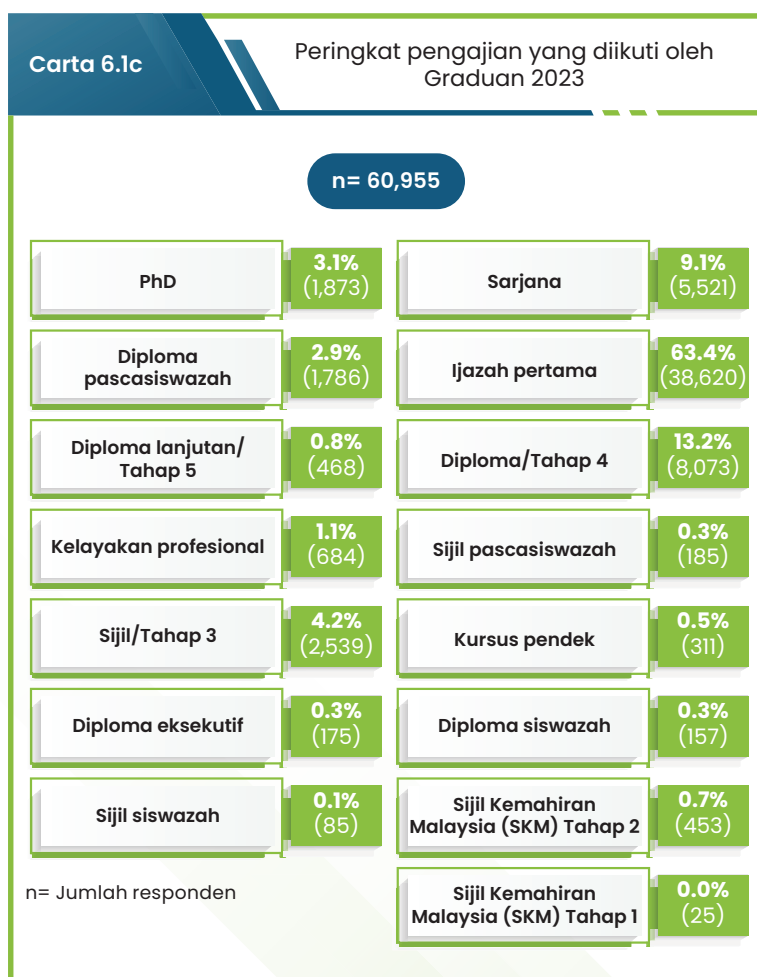 Carta 6.1c
Peringkat pengajian yang diikuti oleh
Graduan 2023
n= 60,955
PhD
3.1%
(1,873)
Sarjana
9.1%
(5,521)
Diploma
pascasiswazah
2.9%
(1,786)
Ijazah pertama
63.4%
(38,620)
Diploma lanjutan/
Tahap 5
0.8%
(468)
Diploma/Tahap 4
13.2%
(8,073)
Kelayakan profesional
1.1%
(684)
Sijil pascasiswazah
0.3%
(185)
Sijil/Tahap 3
4.2%
(2,539)
Kursus pendek
0.5%
(311)
Diploma eksekutif
0.3%
(175)
Diploma siswazah
0.3%
(157)
Sijil siswazah
0.1%
(85)
Sijil Kemahiran
Malaysia (SKM) Tahap 2
0.7%
(453)
n= Jumlah responden
Sijil Kemahiran
Malaysia (SKM) Tahap 1
0.0%
(25)